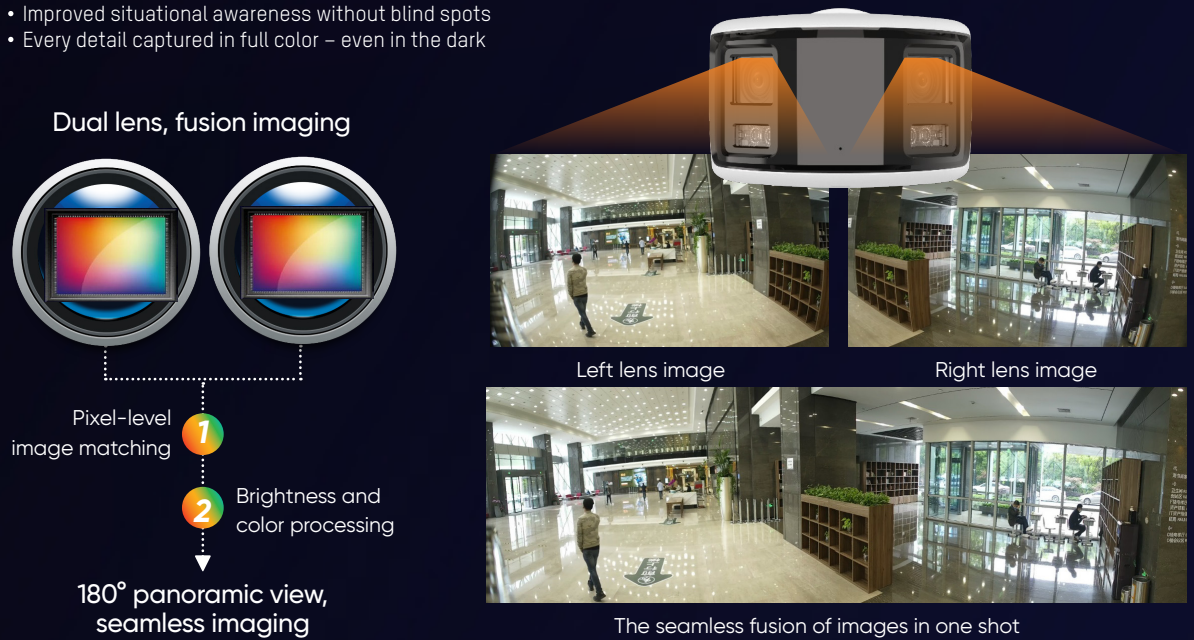 • Improved situational awareness without blind spots
• Every detail captured in full color – even in the dark
Dual lens, fusion imaging
Left lens image
Right lens image
Pixel-level
image matching
1
2
Brightness and
color processing
180° panoramic view,
seamless imaging
The seamless fusion of images in one shot